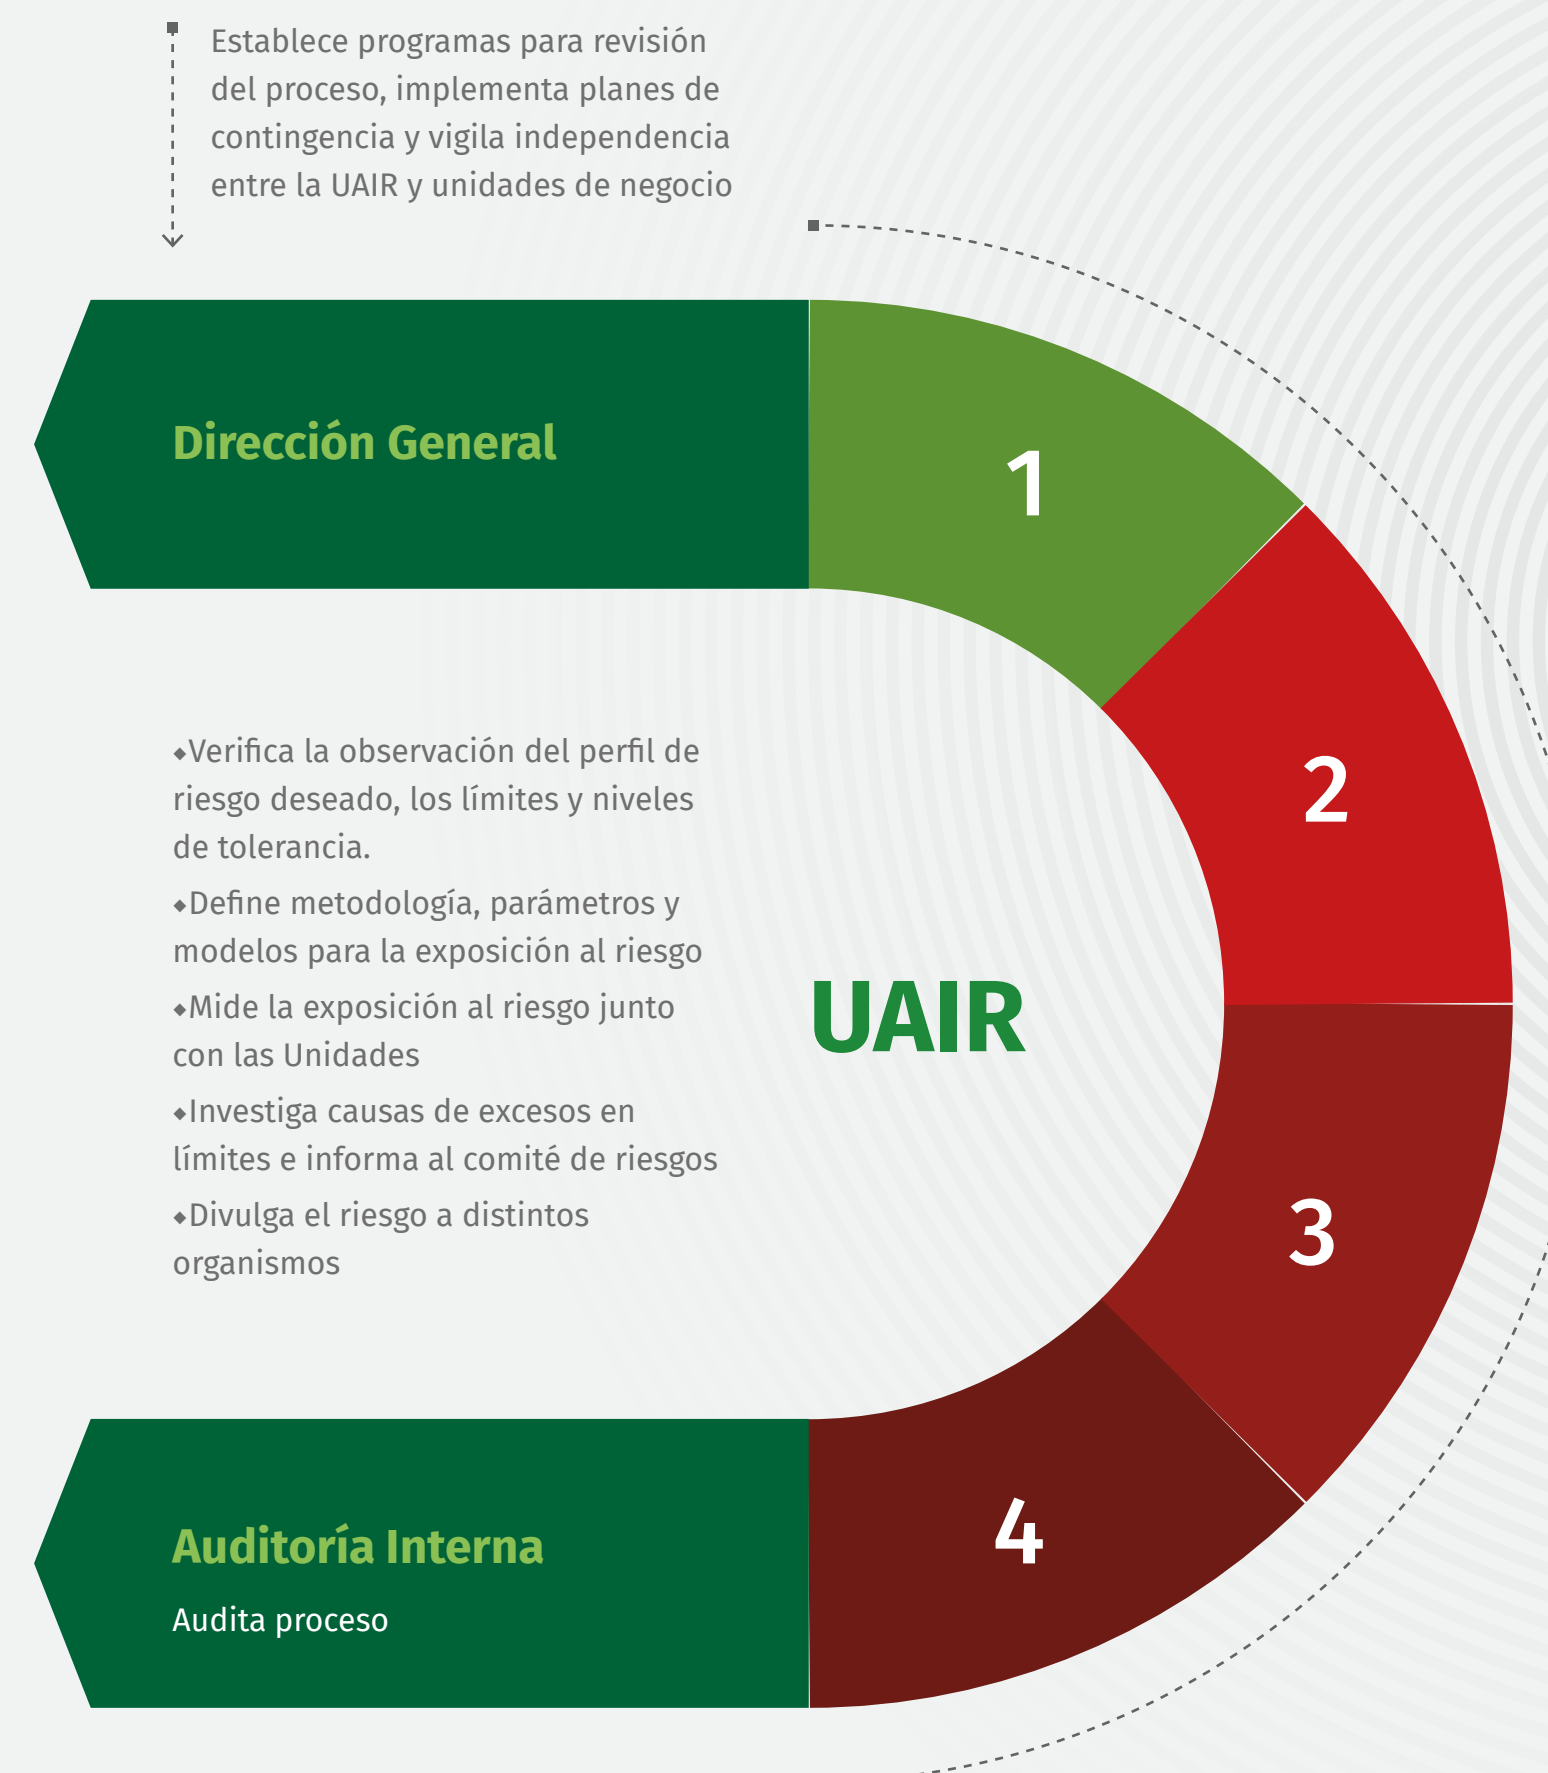 Establece programas para revisión
del proceso, implementa planes de
contingencia y vigila independencia
entre la UAIR y unidades de negocio
Dirección General
1
2
◆Verifica la observación del perfil de
riesgo deseado, los límites y niveles
de tolerancia.
◆Define metodología, parámetros y
modelos para la exposición al riesgo
◆Mide la exposición al riesgo junto
con las Unidades
◆Investiga causas de excesos en
límites e informa al comité de riesgos
◆Divulga el riesgo a distintos
organismos
UAIR
3
4
Auditoría Interna
Audita proceso